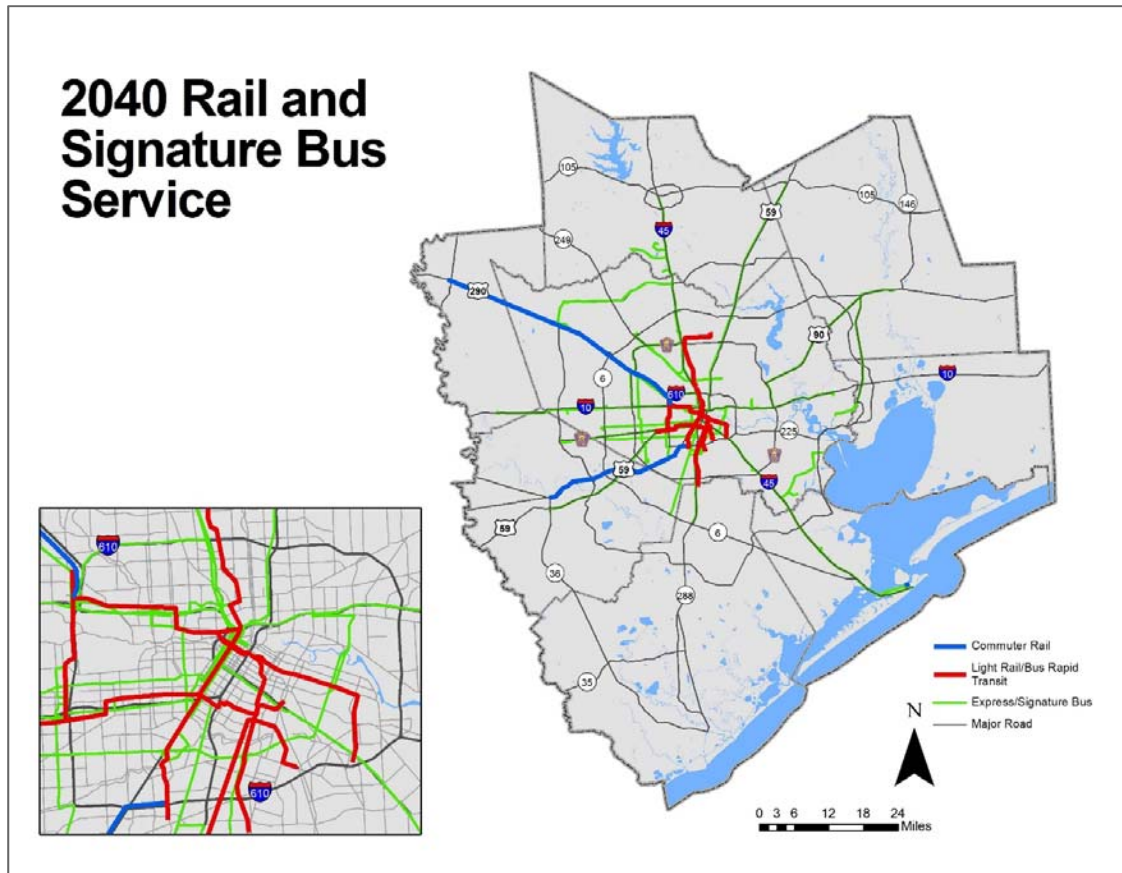 2040 Rail and
Signature Bus
Service
105
45
249
59
105
146
290
90
6
610
10
10
225
59
45
59
6
36
288
35
610
610
Commuter Rail
Light Rail/Bus Rapid
Transit
Express/Signature Bus
Major Road
N
0 3 6 12 18 24
Miles